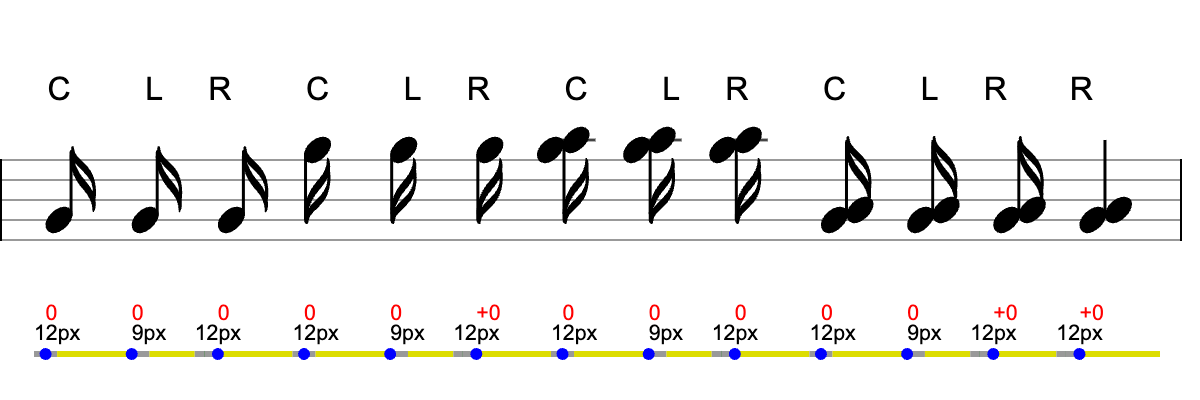 C L R C L R C L R C L R R
0 0 0 0 0 +0 0 0 0 0 0 +0 +0
12px 9px 12px 12px 9px 12px 12px 9px 12px 12px 9px 12px 12px